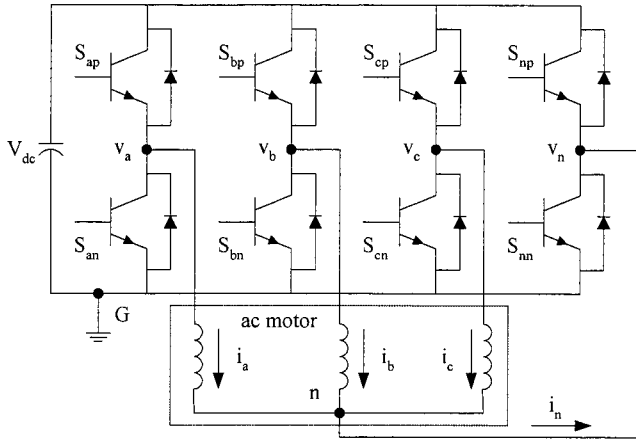 S_ap
S_bp
S_cp
S_np
V_dc
v_a
v_b
v_c
v_n
S_an
S_bn
S_cn
S_nn
G
ac motor
i_a
i_b
i_c
n
i_n